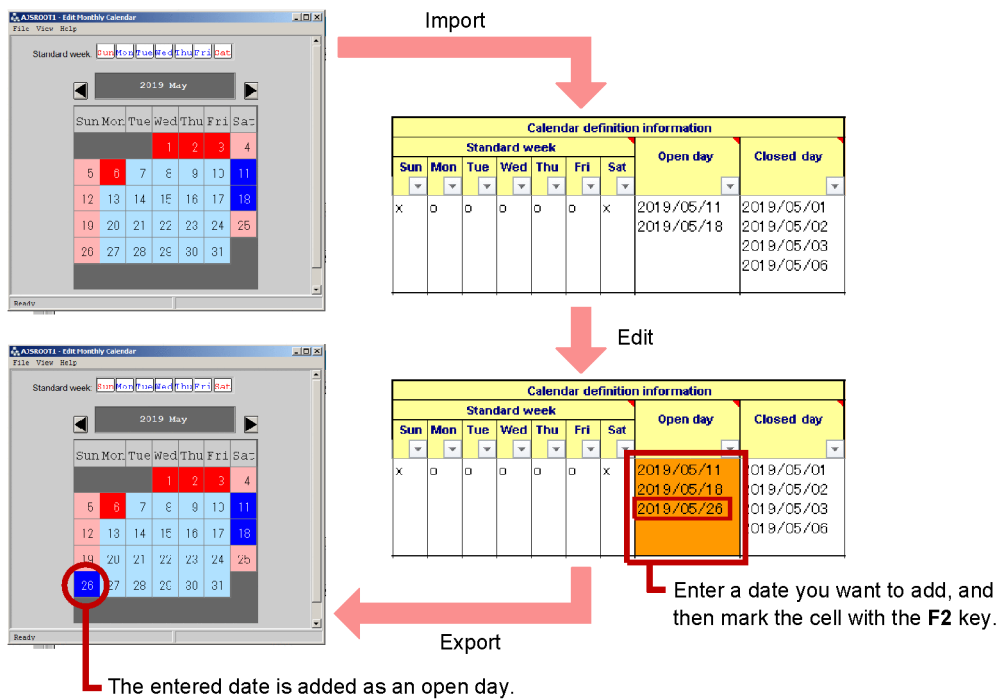 AJSROOT1 - Edit Monthly Calendar
File View Help
Standard week: Sun Mon Tue Wed Thu Fri Sat
2019 May
Sun Mon Tue Wed Thu Fri Sat
1 2 3 4
5 6 7 8 9 10 11
12 13 14 15 16 17 18
19 20 21 22 23 24 25
26 27 28 29 30 31
Ready
Import
Calendar definition information
Standard week
Open day
Closed day
Sun Mon Tue Wed Thu Fri Sat
x o o o o o x
2019/05/11
2019/05/18
2019/05/01
2019/05/02
2019/05/03
2019/05/06
Edit
AJSROOT1 - Edit Monthly Calendar
File View Help
Standard week: Sun Mon Tue Wed Thu Fri Sat
2019 May
Sun Mon Tue Wed Thu Fri Sat
1 2 3 4
5 6 7 8 9 10 11
12 13 14 15 16 17 18
19 20 21 22 23 24 25
26 27 28 29 30 31
Ready
Calendar definition information
Standard week
Open day
Closed day
Sun Mon Tue Wed Thu Fri Sat
x o o o o o x
2019/05/11
2019/05/18
2019/05/26
2019/05/01
2019/05/02
2019/05/03
2019/05/06
Enter a date you want to add, and
then mark the cell with the F2 key.
Export
The entered date is added as an open day.